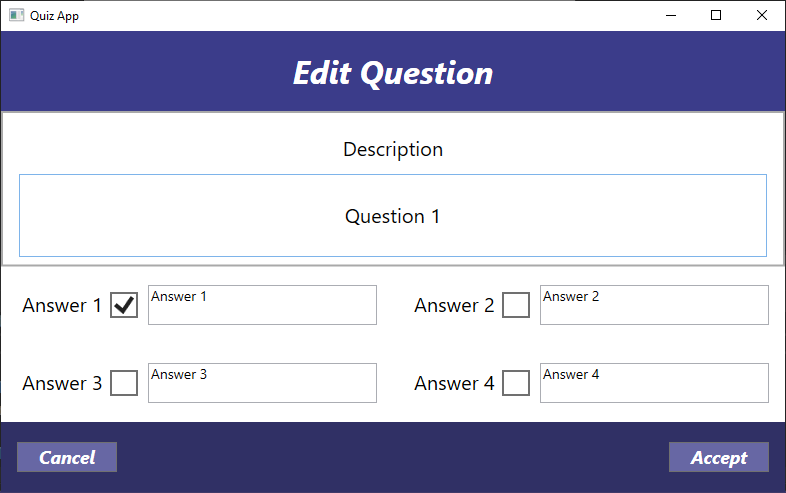 Quiz App
Edit Question
Description
Question 1
Answer 1 Answer 1 Answer 2 Answer 2
Answer 3 Answer 3 Answer 4 Answer 4
Cancel Accept